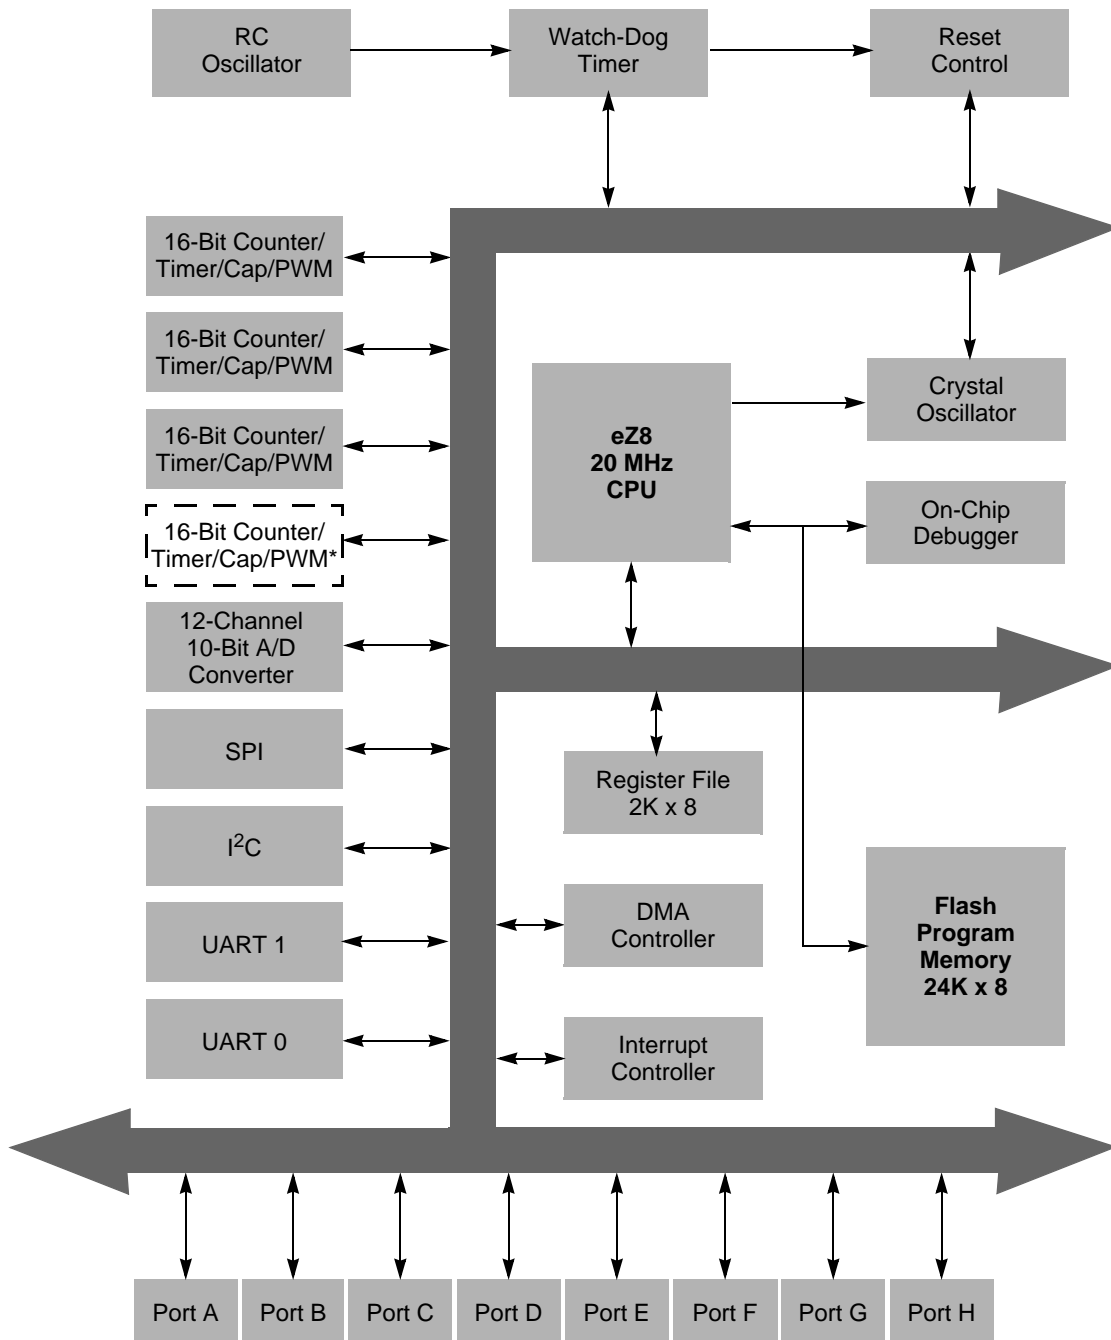 RC
Oscillator
Watch-Dog
Timer
Reset
Control
16-Bit Counter/
Timer/Cap/PWM
16-Bit Counter/
Timer/Cap/PWM
16-Bit Counter/
Timer/Cap/PWM
16-Bit Counter/
Timer/Cap/PWM*
12-Channel
10-Bit A/D
Converter
SPI
I²C
UART 1
UART 0
eZ8
20 MHz
CPU
Crystal
Oscillator
On-Chip
Debugger
Register File
2K x 8
DMA
Controller
Interrupt
Controller
Flash
Program
Memory
24K x 8
Port A
Port B
Port C
Port D
Port E
Port F
Port G
Port H